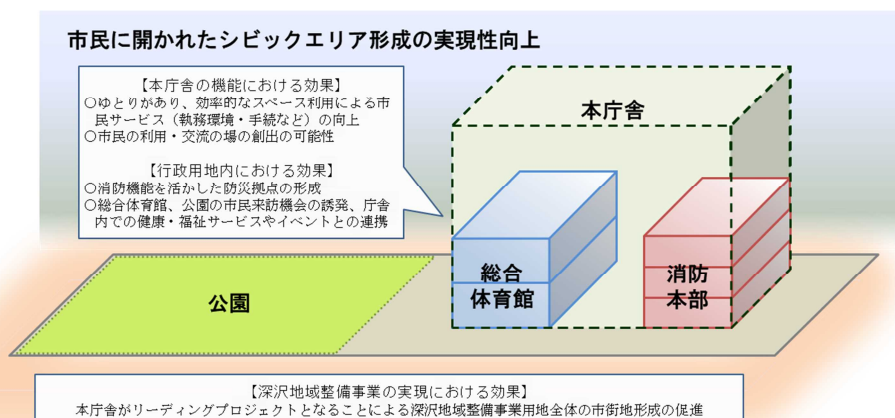 市民に開かれたシビックエリア形成の実現性向上
【本庁舎の機能における効果】
○ゆとりがあり、効率的なスペース利用による市
民サービス（執務環境・手続など）の向上
○市民の利用・交流の場の創出の可能性
【行政用地内における効果】
○消防機能を活かした防災拠点の形成
○総合体育館、公園の市民来訪機会の誘発、庁舎
内での健康・福祉サービスやイベントとの連携
本庁舎
総合
体育館
消防
本部
公園
【深沢地域整備事業の実現における効果】
本庁舎がリーディングプロジェクトとなることによる深沢地域整備事業用地全体の市街地形成の促進